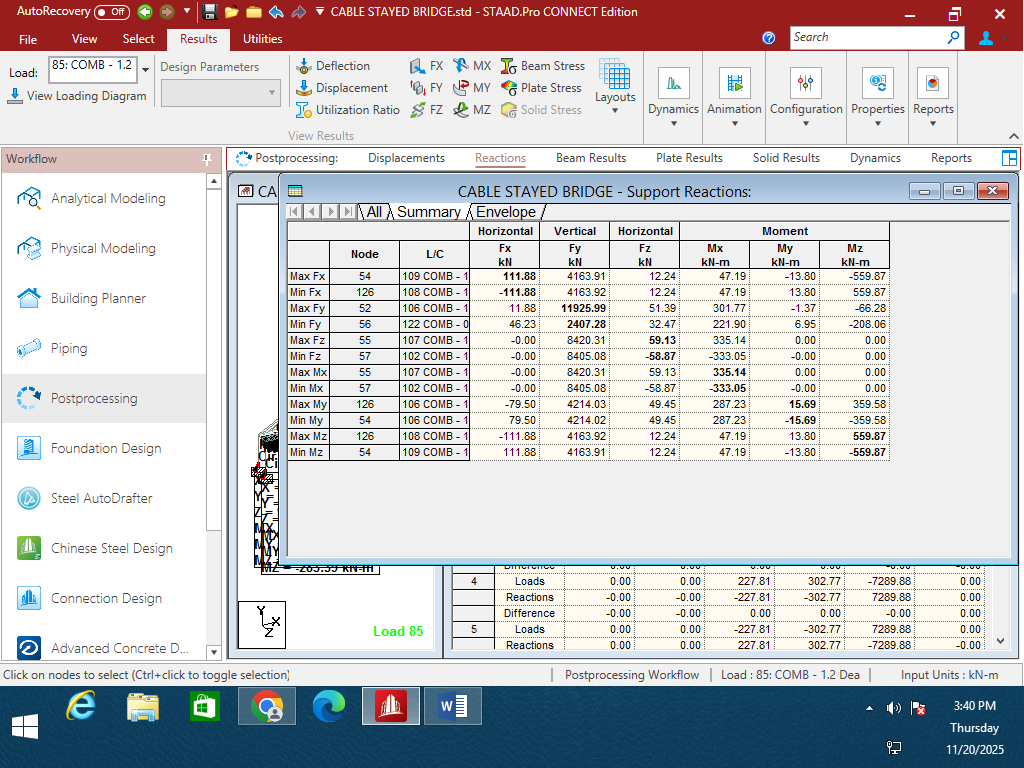 AutoRecovery Off CABLE STAYED BRIDGE.std - STAAD.Pro CONNECT Edition
File View Select Results Utilities Search
Load: 85: COMB - 1.2 Design Parameters
View Loading Diagram
Deflection FX MX Beam Stress
Displacement FY MY Plate Stress
Utilization Ratio FZ MZ Solid Stress
View Results
Layouts Dynamics Animation Configuration Properties Reports
Workflow
Postprocessing: Displacements Reactions Beam Results Plate Results Solid Results Dynamics Reports
Analytical Modeling
Physical Modeling
Building Planner
Piping
Postprocessing
Foundation Design
Steel AutoDrafter
Chinese Steel Design
Connection Design
Advanced Concrete D...
CA
CABLE STAYED BRIDGE - Support Reactions:
All Summary Envelope
Horizontal Vertical Horizontal Moment
Node L/C Fx kN Fy kN Fz kN Mx kN-m My kN-m Mz kN-m
Max Fx 54 109 COMB - 1 111.88 4163.91 12.24 47.19 -13.80 -559.87
Min Fx 126 108 COMB - 1 -111.88 4163.92 12.24 47.19 13.80 559.87
Max Fy 52 106 COMB - 1 11.88 11925.99 51.39 301.77 -1.37 -66.28
Min Fy 56 122 COMB - 0 46.23 2407.28 32.47 221.90 6.95 -208.06
Max Fz 55 107 COMB - 1 -0.00 8420.31 59.13 335.14 0.00 0.00
Min Fz 57 102 COMB - 1 -0.00 8405.08 -58.87 -333.05 -0.00 0.00
Max Mx 55 107 COMB - 1 -0.00 8420.31 59.13 335.14 0.00 0.00
Min Mx 57 102 COMB - 1 -0.00 8405.08 -58.87 -333.05 -0.00 0.00
Max My 126 106 COMB - 1 -79.50 4214.03 49.45 287.23 15.69 359.58
Min My 54 106 COMB - 1 79.50 4214.02 49.45 287.23 -15.69 -359.58
Max Mz 126 108 COMB - 1 -111.88 4163.92 12.24 47.19 13.80 559.87
Min Mz 54 109 COMB - 1 111.88 4163.91 12.24 47.19 -13.80 -559.87
MZ = -283.39 kN-m
Y
X
Z
Load 85
Difference 0.00 0.00 0.00 -0.00 -0.00 -0.00
4 Loads 0.00 0.00 227.81 302.77 -7289.88 0.00
Reactions -0.00 -0.00 -227.81 -302.77 7289.88 0.00
Difference -0.00 -0.00 0.00 0.00 -0.00 0.00
5 Loads 0.00 0.00 -227.81 -302.77 7289.88 0.00
Reactions 0.00 0.00 227.81 302.77 -7289.88 -0.00
Click on nodes to select (Ctrl+click to toggle selection) Postprocessing Workflow Load : 85: COMB - 1.2 Dea Input Units : kN-m
3:40 PM
Thursday
11/20/2025